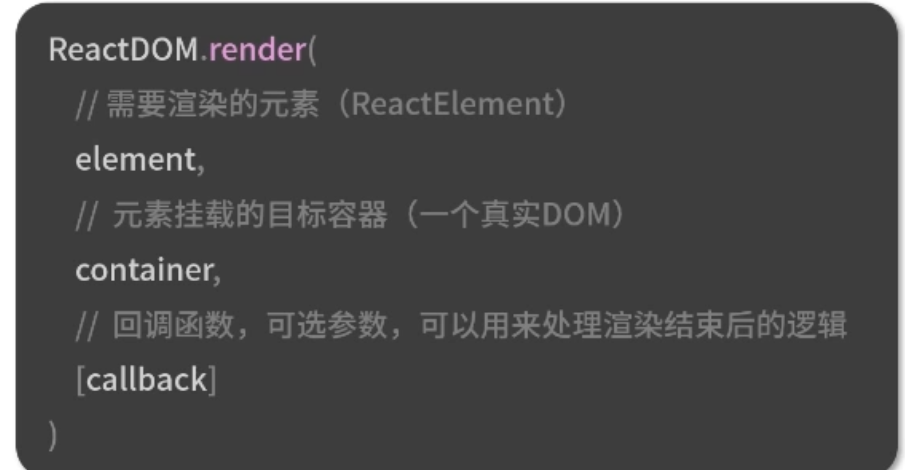 ReactDOM.render(
// 需要渲染的元素（ReactElement）
element,
// 元素挂载的目标容器（一个真实DOM）
container,
// 回调函数，可选参数，可以用来处理渲染结束后的逻辑
[callback]
)